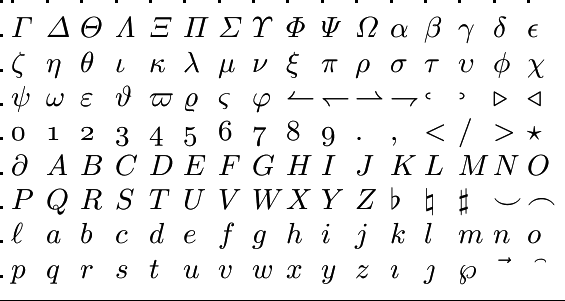 Γ Δ Θ Λ Ξ Π Σ Υ Φ Ψ Ω α β γ δ ϵ
ζ η θ ι κ λ μ ν ξ π ρ σ τ υ ϕ χ
ψ ω ε ϑ ϖ ϱ ς φ ↼ ↽ ⇀ ⇁ ʿ ʾ ▹ ◃
0 1 2 3 4 5 6 7 8 9 . , < / > ⋆
∂ A B C D E F G H I J K L M N O
P Q R S T U V W X Y Z ♭ ♮ ♯ ⌣ ⌢
ℓ a b c d e f g h i j k l m n o
p q r s t u v w x y z ı ȷ ℘ ⃗ ⁀